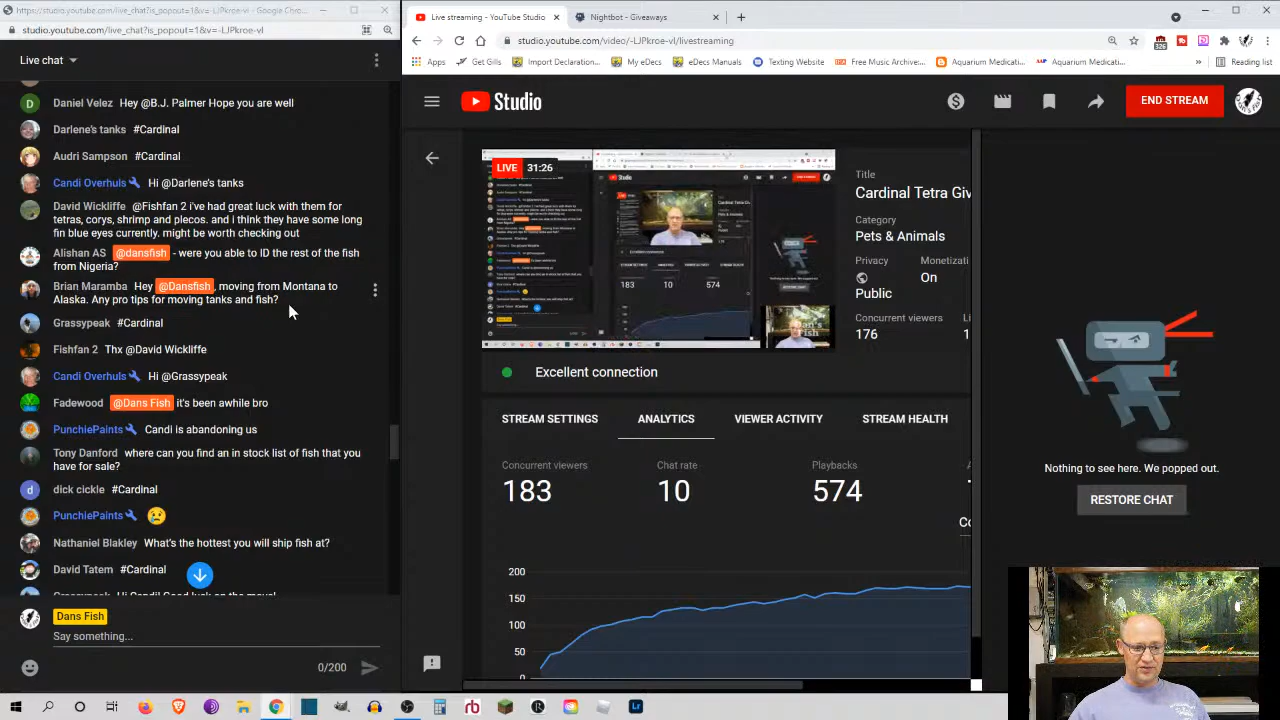 https://studio.youtube.com/live_chat?is_popout=1&v=-LJPkroe-vl
studio.youtube.com/live_chat?is_popout=1&v=-LJPkroe-vl
Live chat
Daniel Velez Hey @B.J. Palmer Hope you are well
Darlene's tanks #Cardinal
Audri Sampson #Cardinal
Candi Overhuls Hi @Darlene's tanks
David Wickliffe @Fishfan 2 I've had great luck with them for
tetras, corys, shrimp and plecos. and I think they have some long
fin blue eyes currently. might be worth checking out
Alishan AS @dansfish - were you able to id the rest of the fish
Mamimba Hey @Dansfish, moving from Montana to
Any pro tips for moving tanks and fish?
Grassypeak #Cardinal
Fishfan 2 Thx @David Wickliffe
Candi Overhuls Hi @Grassypeak
Fadewood @Dans Fish it's been awhile bro
PunchiePaints Candi is abandoning us
Tony Danford where can you find an in stock list of fish that you
have for sale?
dick cickle #Cardinal
PunchiePaints
Nathaniel Blakley What's the hottest you will ship fish at?
David Tatem #Cardinal
Dans Fish
Say something...
0/200
Live streaming - YouTube Studio
Nightbot - Giveaways
studio.youtube.com/video/-LJPkroe-vl/livestreaming
326
Apps
Get Gills
Import Declaration...
My eDecs
eDecs Manuals
Texting Website
Free Music Archive...
Aquarium Medicati...
Aquarium Medicati...
Reading list
Studio
END STREAM
LIVE 31:26
Title
Cardinal Tetra Giv
Category
Pets & Animals
Privacy
Monetizati
On
Public
Concurrent viewers
176
Excellent connection
STREAM SETTINGS
ANALYTICS
VIEWER ACTIVITY
STREAM HEALTH
Concurrent viewers
183
Chat rate
10
Playbacks
574
200
150
100
50
0
Nothing to see here. We popped out.
RESTORE CHAT